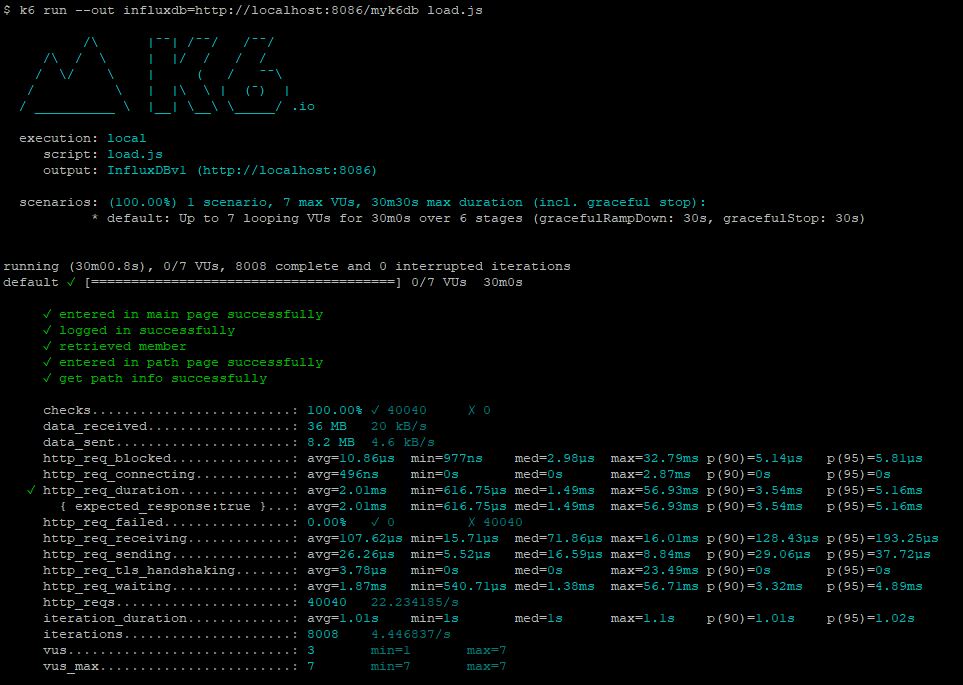 $ k6 run --out influxdb=http://localhost:8086/myk6db load.js
.io
execution: local
script: load.js
output: InfluxDBv1 (http://localhost:8086)
scenarios: (100.00%) 1 scenario, 7 max VUs, 30m30s max duration (incl. graceful stop):
* default: Up to 7 looping VUs for 30m0s over 6 stages (gracefulRampDown: 30s, gracefulStop: 30s)
running (30m00.8s), 0/7 VUs, 8008 complete and 0 interrupted iterations
default ✓ [======================================] 0/7 VUs  30m0s
✓ entered in main page successfully
✓ logged in successfully
✓ retrieved member
✓ entered in path page successfully
✓ get path info successfully
checks.........................: 100.00% ✓ 40040     ✗ 0
data_received..................: 36 MB   20 kB/s
data_sent......................: 8.2 MB  4.6 kB/s
http_req_blocked...............: avg=10.86µs  min=977ns    med=2.98µs  max=32.79ms p(90)=5.14µs   p(95)=5.81µs
http_req_connecting............: avg=496ns    min=0s       med=0s      max=2.87ms  p(90)=0s       p(95)=0s
✓ http_req_duration..............: avg=2.01ms   min=616.75µs med=1.49ms  max=56.93ms p(90)=3.54ms   p(95)=5.16ms
{ expected_response:true }...: avg=2.01ms   min=616.75µs med=1.49ms  max=56.93ms p(90)=3.54ms   p(95)=5.16ms
http_req_failed................: 0.00%   ✓ 0         ✗ 40040
http_req_receiving.............: avg=107.62µs min=15.71µs  med=71.86µs max=16.01ms p(90)=128.43µs p(95)=193.25µs
http_req_sending...............: avg=26.26µs  min=5.52µs   med=16.59µs max=8.84ms  p(90)=29.06µs  p(95)=37.72µs
http_req_tls_handshaking.......: avg=3.78µs   min=0s       med=0s      max=23.49ms p(90)=0s       p(95)=0s
http_req_waiting...............: avg=1.87ms   min=540.71µs med=1.38ms  max=56.71ms p(90)=3.32ms   p(95)=4.89ms
http_reqs......................: 40040   22.234185/s
iteration_duration.............: avg=1.01s    min=1s       med=1s      max=1.1s    p(90)=1.01s    p(95)=1.02s
iterations.....................: 8008    4.446837/s
vus............................: 3       min=1       max=7
vus_max........................: 7       min=7       max=7